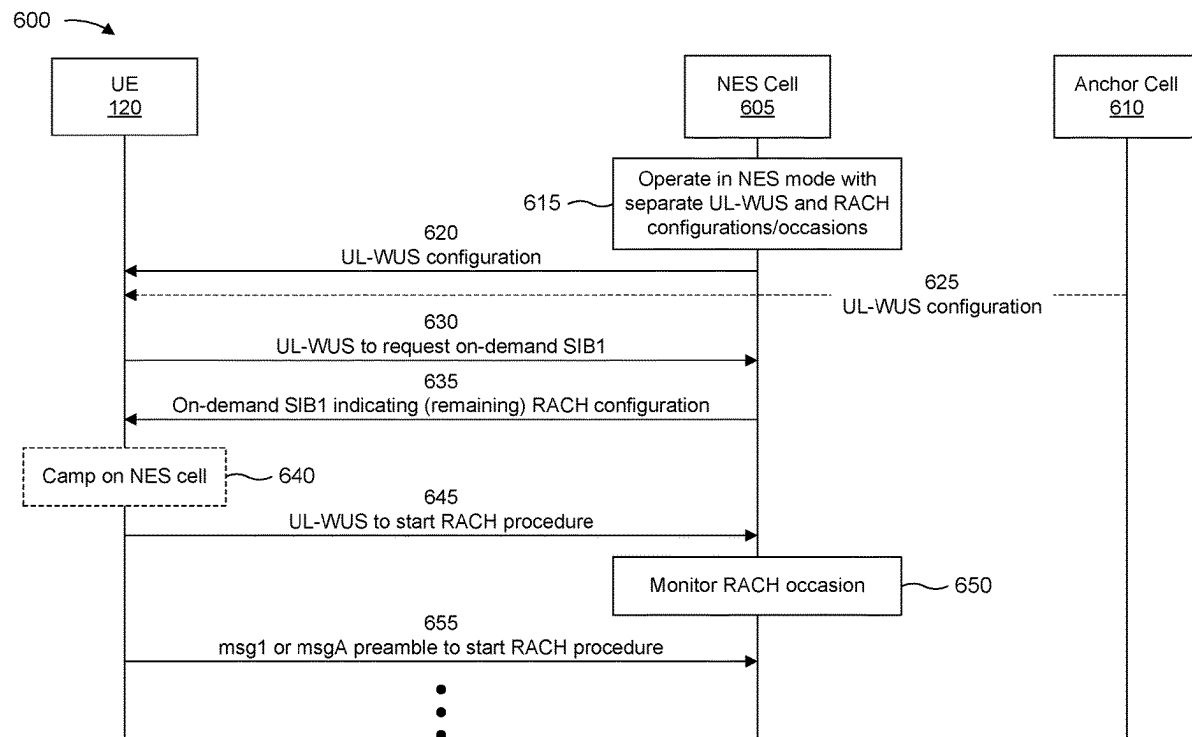 600
UE
120
NES Cell
605
Anchor Cell
610
615
Operate in NES mode with
separate UL-WUS and RACH
configurations/occasions
620
UL-WUS configuration
625
UL-WUS configuration
630
UL-WUS to request on-demand SIB1
635
On-demand SIB1 indicating (remaining) RACH configuration
Camp on NES cell
640
645
UL-WUS to start RACH procedure
Monitor RACH occasion
650
655
msg1 or msgA preamble to start RACH procedure